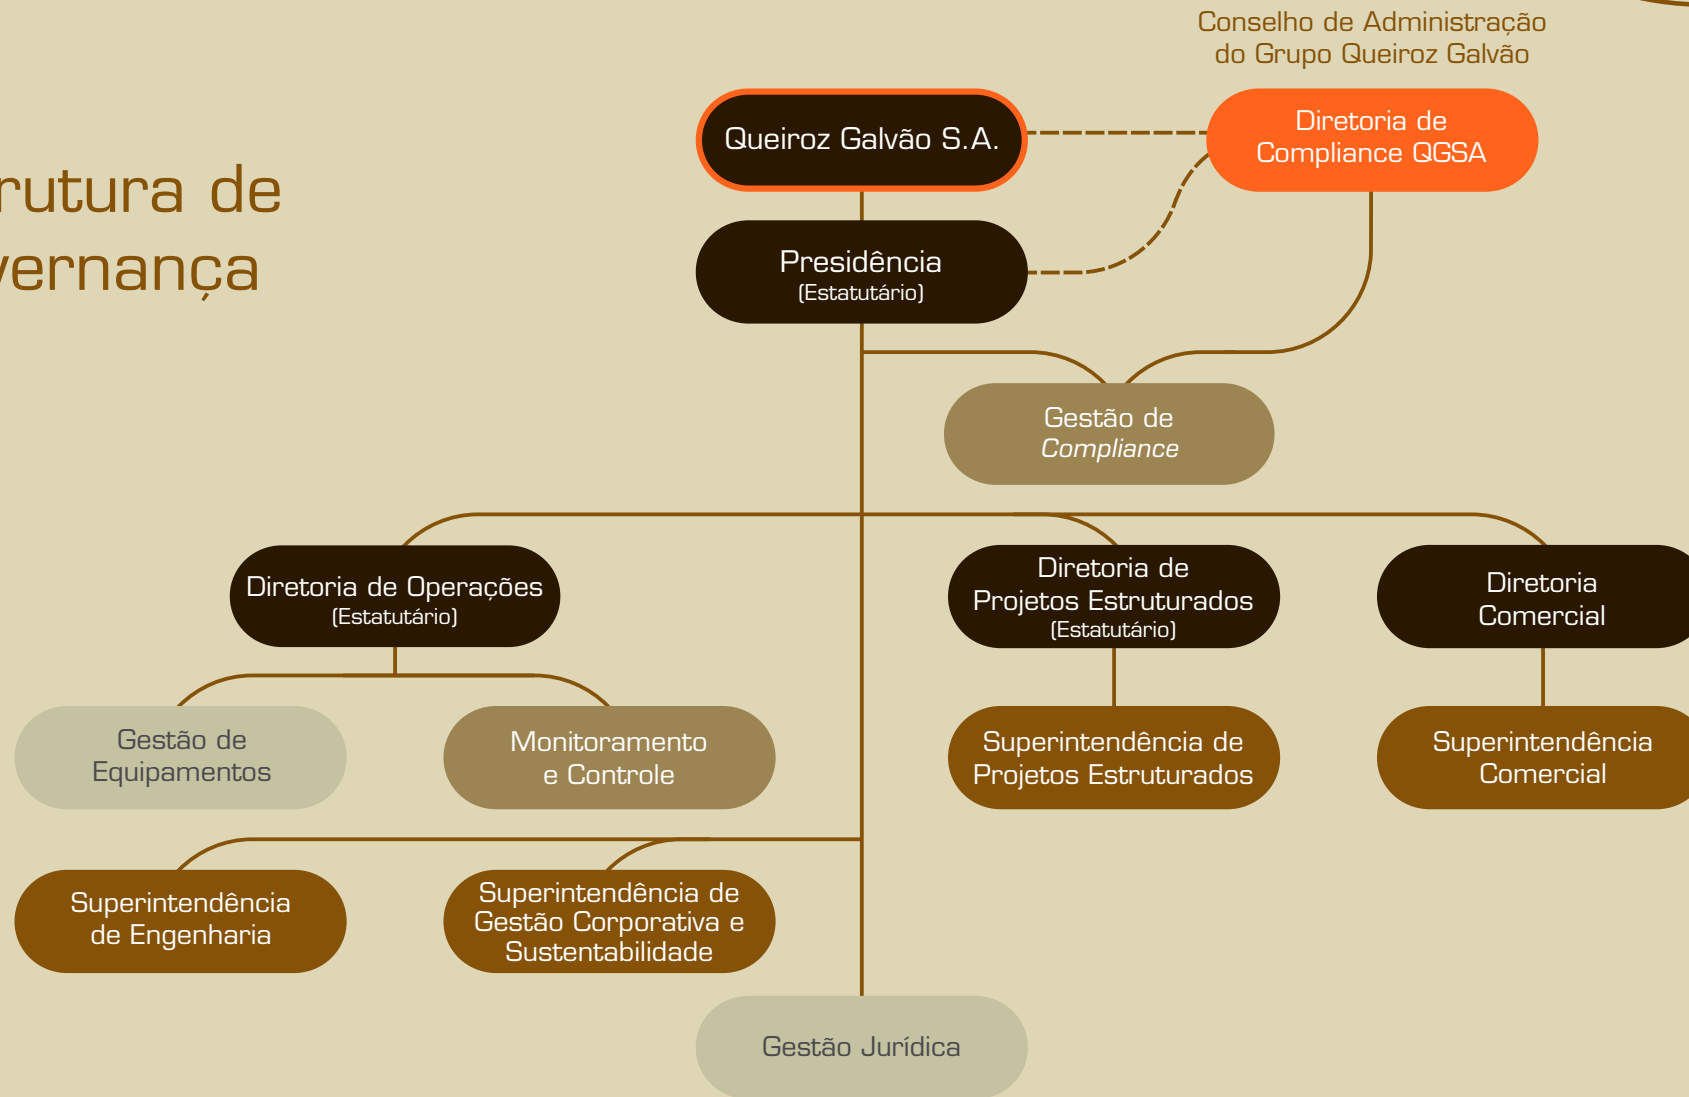 Conselho de Administração
do Grupo Queiroz Galvão
Queiroz Galvão S.A.
Diretoria de
Compliance QGSA
rutura de
vernança
Presidência
(Estatutário)
Gestão de
Compliance
Diretoria de Operações
(Estatutário)
Diretoria de
Projetos Estruturados
(Estatutário)
Diretoria
Comercial
Gestão de
Equipamentos
Monitoramento
e Controle
Superintendência de
Projetos Estruturados
Superintendência
Comercial
Superintendência
de Engenharia
Superintendência de
Gestão Corporativa e
Sustentabilidade
Gestão Jurídica